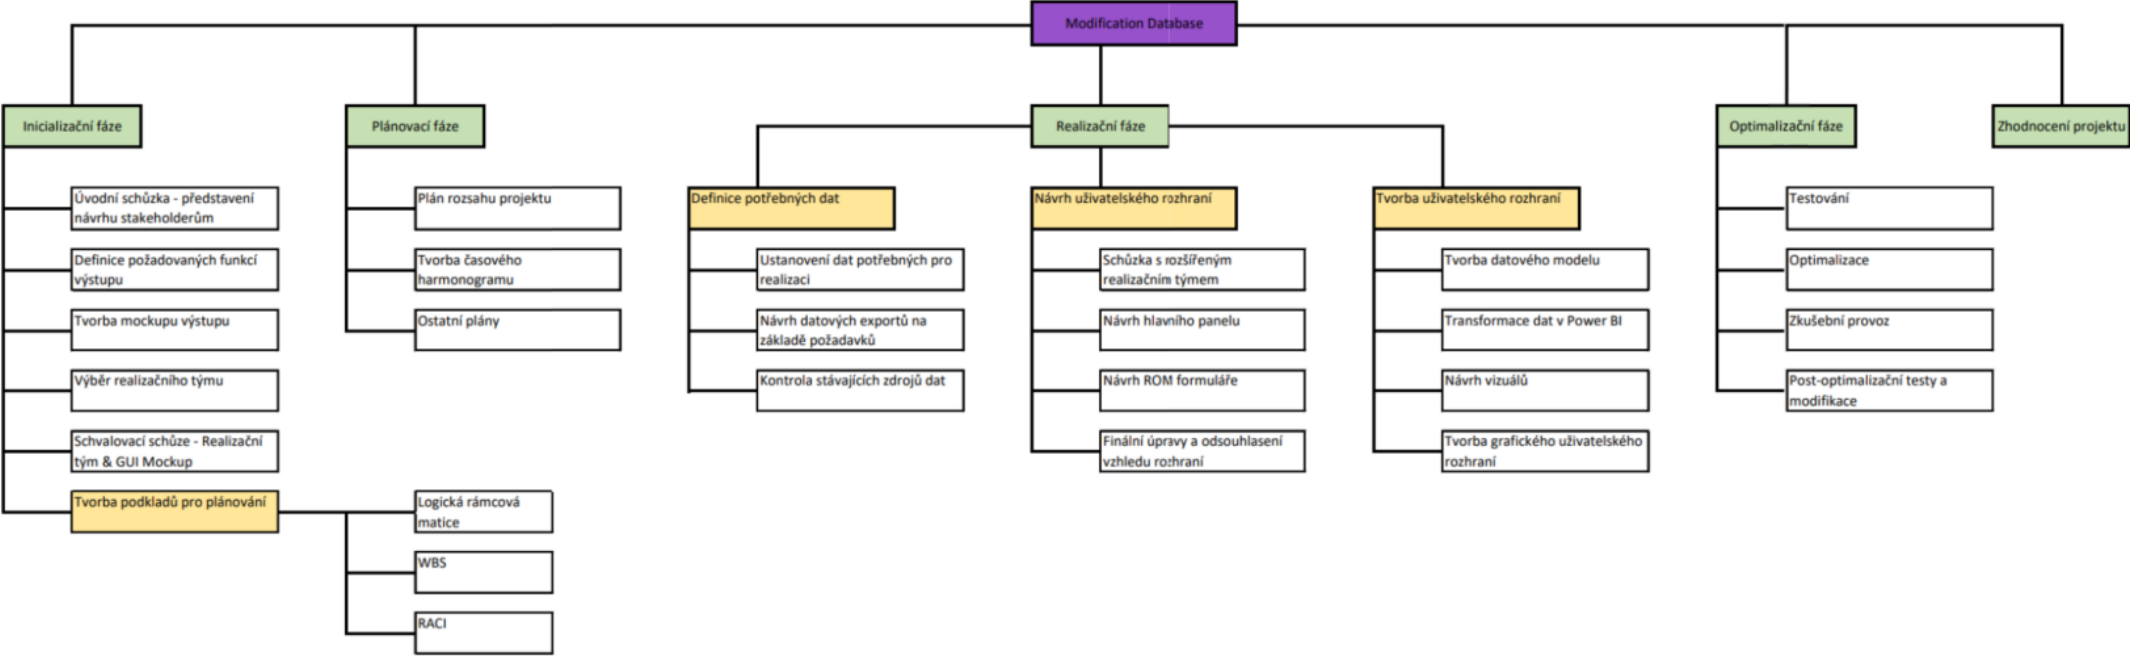 Modification Database
Inicializační fáze
Plánovací fáze
Realizační fáze
Optimalizační fáze
Zhodnocení projektu
Úvodní schůzka - představení
návrhu stakeholderům
Definice požadovaných funkcí
výstupu
Tvorba mockupu výstupu
Výběr realizačního týmu
Schvalovací schůze - Realizační
tým & GUI Mockup
Tvorba podkladů pro plánování
Logická rámcová
matice
WBS
RACI
Plán rozsahu projektu
Tvorba časového
harmonogramu
Ostatní plány
Definice potřebných dat
Ustanovení dat potřebných pro
realizaci
Návrh datových exportů na
základě požadavků
Kontrola stávajících zdrojů dat
Návrh uživatelského rozhraní
Schůzka s rozšířeným
realizačním týmem
Návrh hlavního panelu
Návrh ROM formuláře
Finální úpravy a odsouhlasení
vzhledu rozhraní
Tvorba uživatelského rozhraní
Tvorba datového modelu
Transformace dat v Power BI
Návrh vizuálů
Tvorba grafického uživatelského
rozhraní
Testování
Optimalizace
Zkušební provoz
Post-optimalizační testy a
modifikace